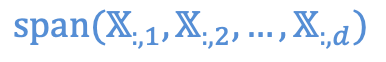 span(𝕏:,1, 𝕏:,2, …, 𝕏:,d)